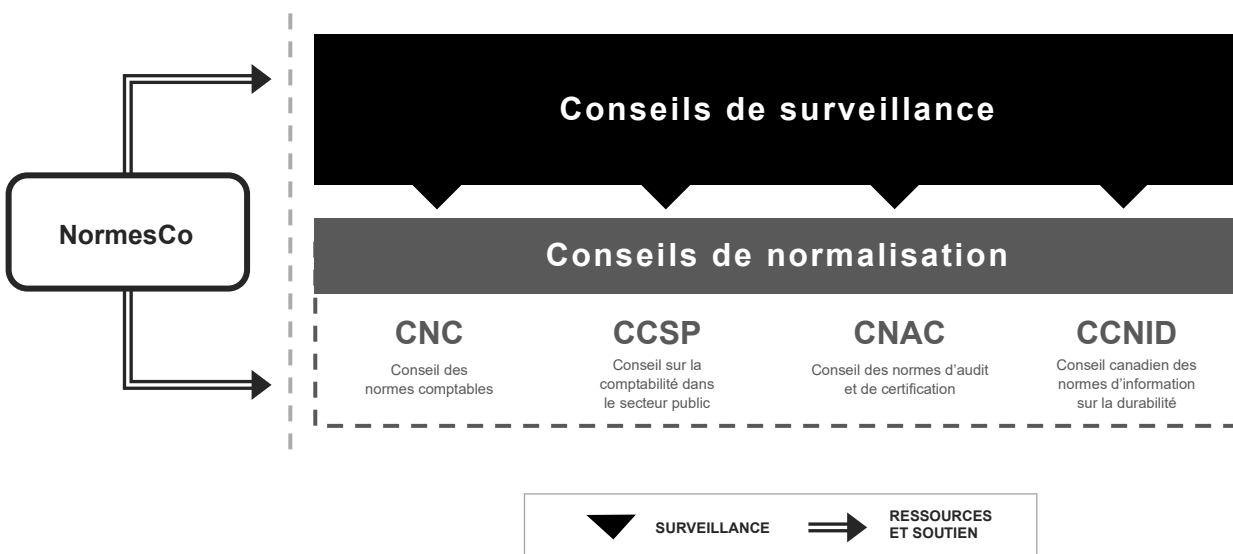 Conseils de surveillance
NormesCo
Conseils de normalisation
CNC
Conseil des
normes comptables
CCSP
Conseil sur la
comptabilité dans
le secteur public
CNAC
Conseil des normes d'audit
et de certification
CCNID
Conseil canadien des
normes d'information
sur la durabilité
SURVEILLANCE
RESSOURCES
ET SOUTIEN